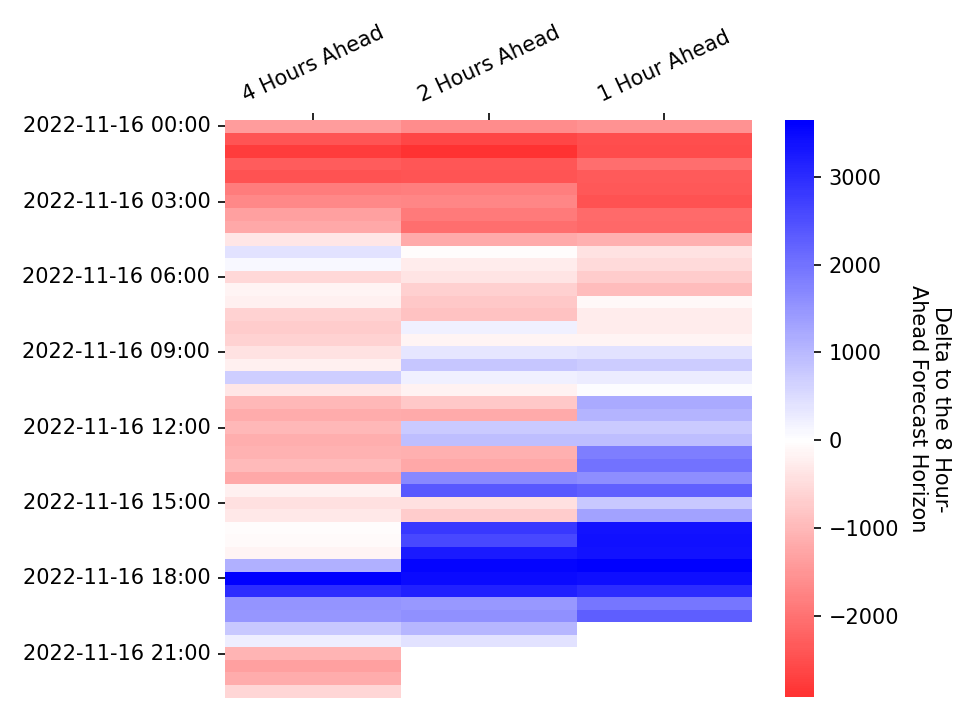 4 Hours Ahead
2 Hours Ahead
1 Hour Ahead
2022-11-16 00:00
2022-11-16 03:00
2022-11-16 06:00
2022-11-16 09:00
2022-11-16 12:00
2022-11-16 15:00
2022-11-16 18:00
2022-11-16 21:00
3000
2000
1000
0
−1000
−2000
Delta to the 8 Hour-
Ahead Forecast Horizon